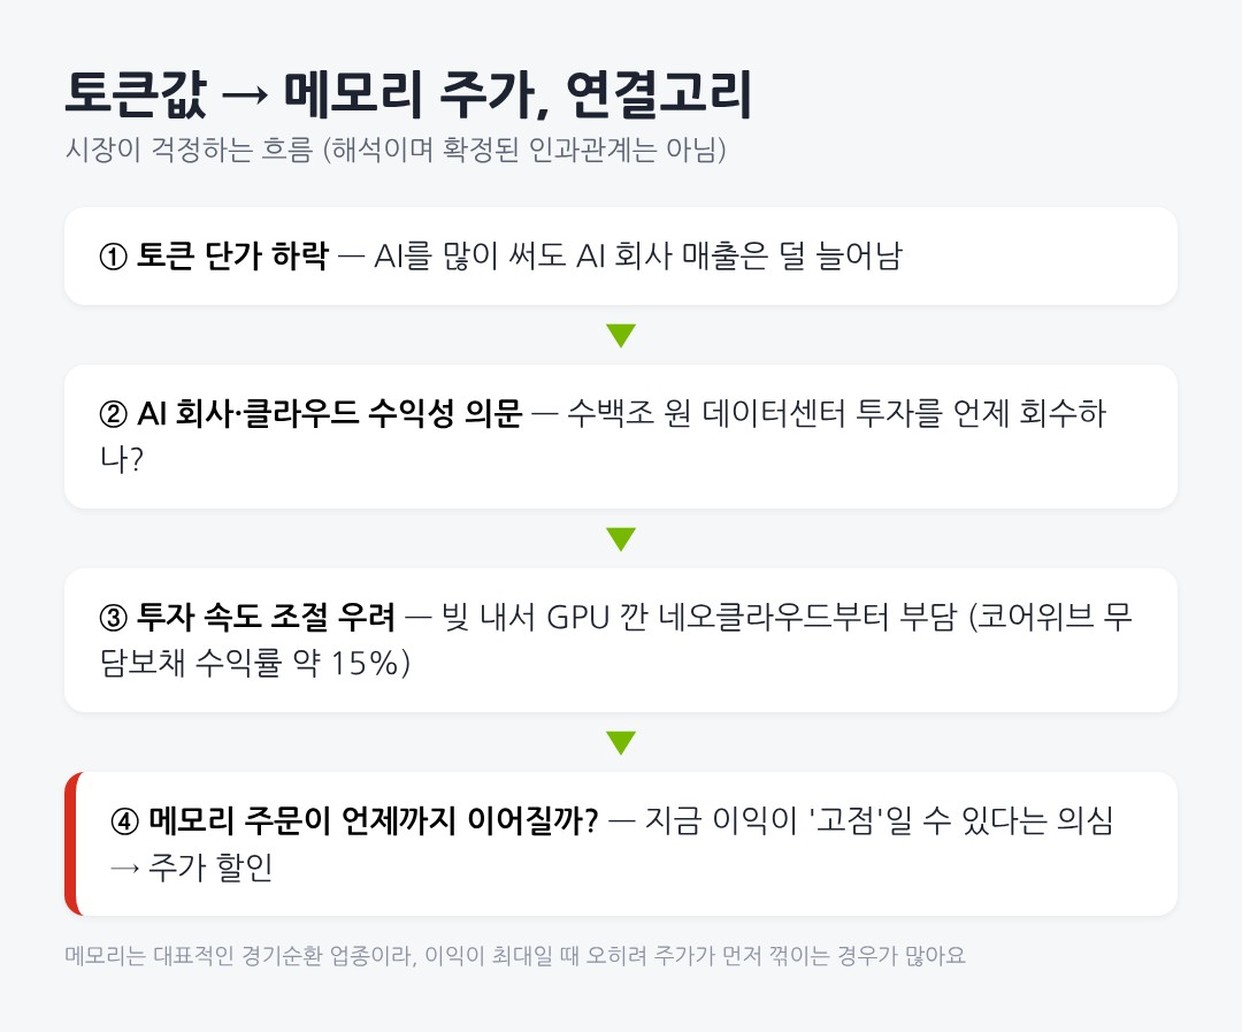 토큰값 → 메모리 주가, 연결고리
시장이 걱정하는 흐름 (해석이며 확정된 인과관계는 아님)
① 토큰 단가 하락 — AI를 많이 써도 AI 회사 매출은 덜 늘어남
② AI 회사·클라우드 수익성 의문 — 수백조 원 데이터센터 투자를 언제 회수하
나?
③ 투자 속도 조절 우려 — 빚 내서 GPU 깐 네오클라우드부터 부담 (코어위브 무
담보채 수익률 약 15%)
④ 메모리 주문이 언제까지 이어질까? — 지금 이익이 '고점'일 수 있다는 의심
→ 주가 할인
메모리는 대표적인 경기순환 업종이라, 이익이 최대일 때 오히려 주가가 먼저 꺾이는 경우가 많아요